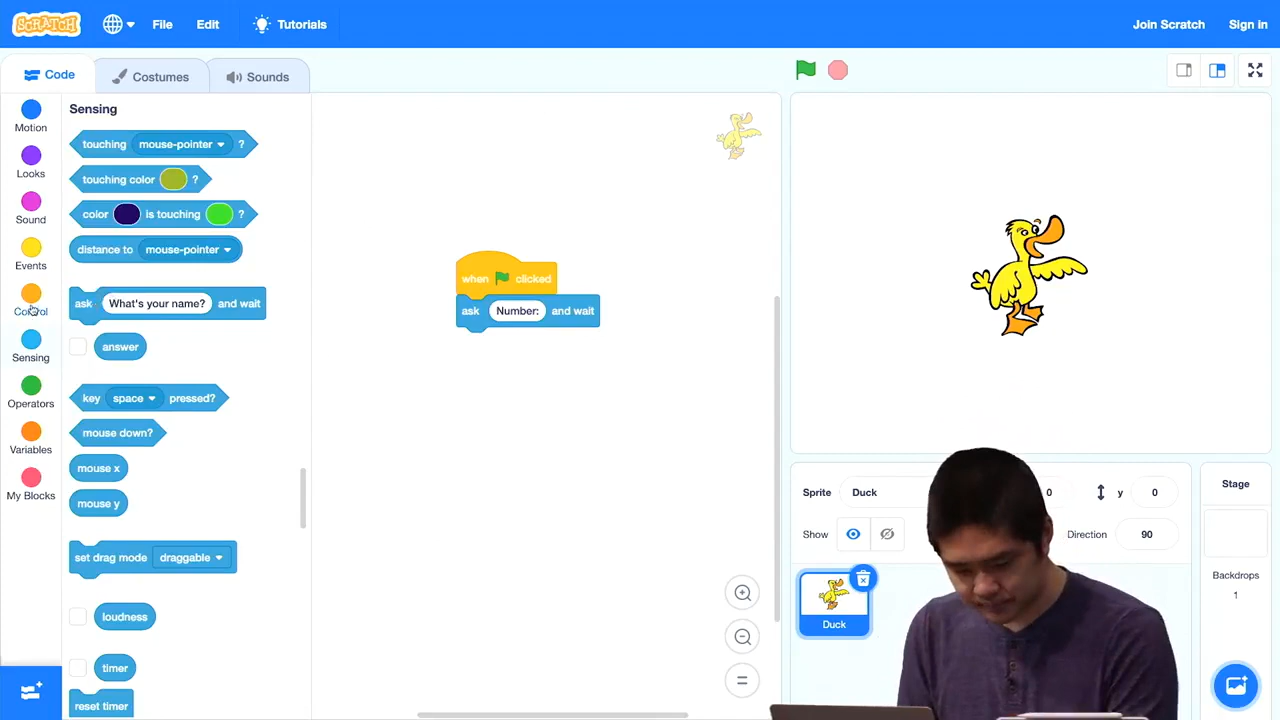 SCRATCH File Edit Tutorials Join Scratch Sign in
Code Costumes Sounds
Motion
Looks
Sound
Events
Control
Sensing
Operators
Variables
My Blocks
Sensing
touching mouse-pointer ?
touching color ?
color is touching ?
distance to mouse-pointer
ask What's your name? and wait
answer
key space pressed?
mouse down?
mouse x
mouse y
set drag mode draggable
loudness
timer
reset timer
when clicked
ask Number: and wait
Sprite Duck 0 y 0
Show Direction 90
Duck
Stage
Backdrops
1